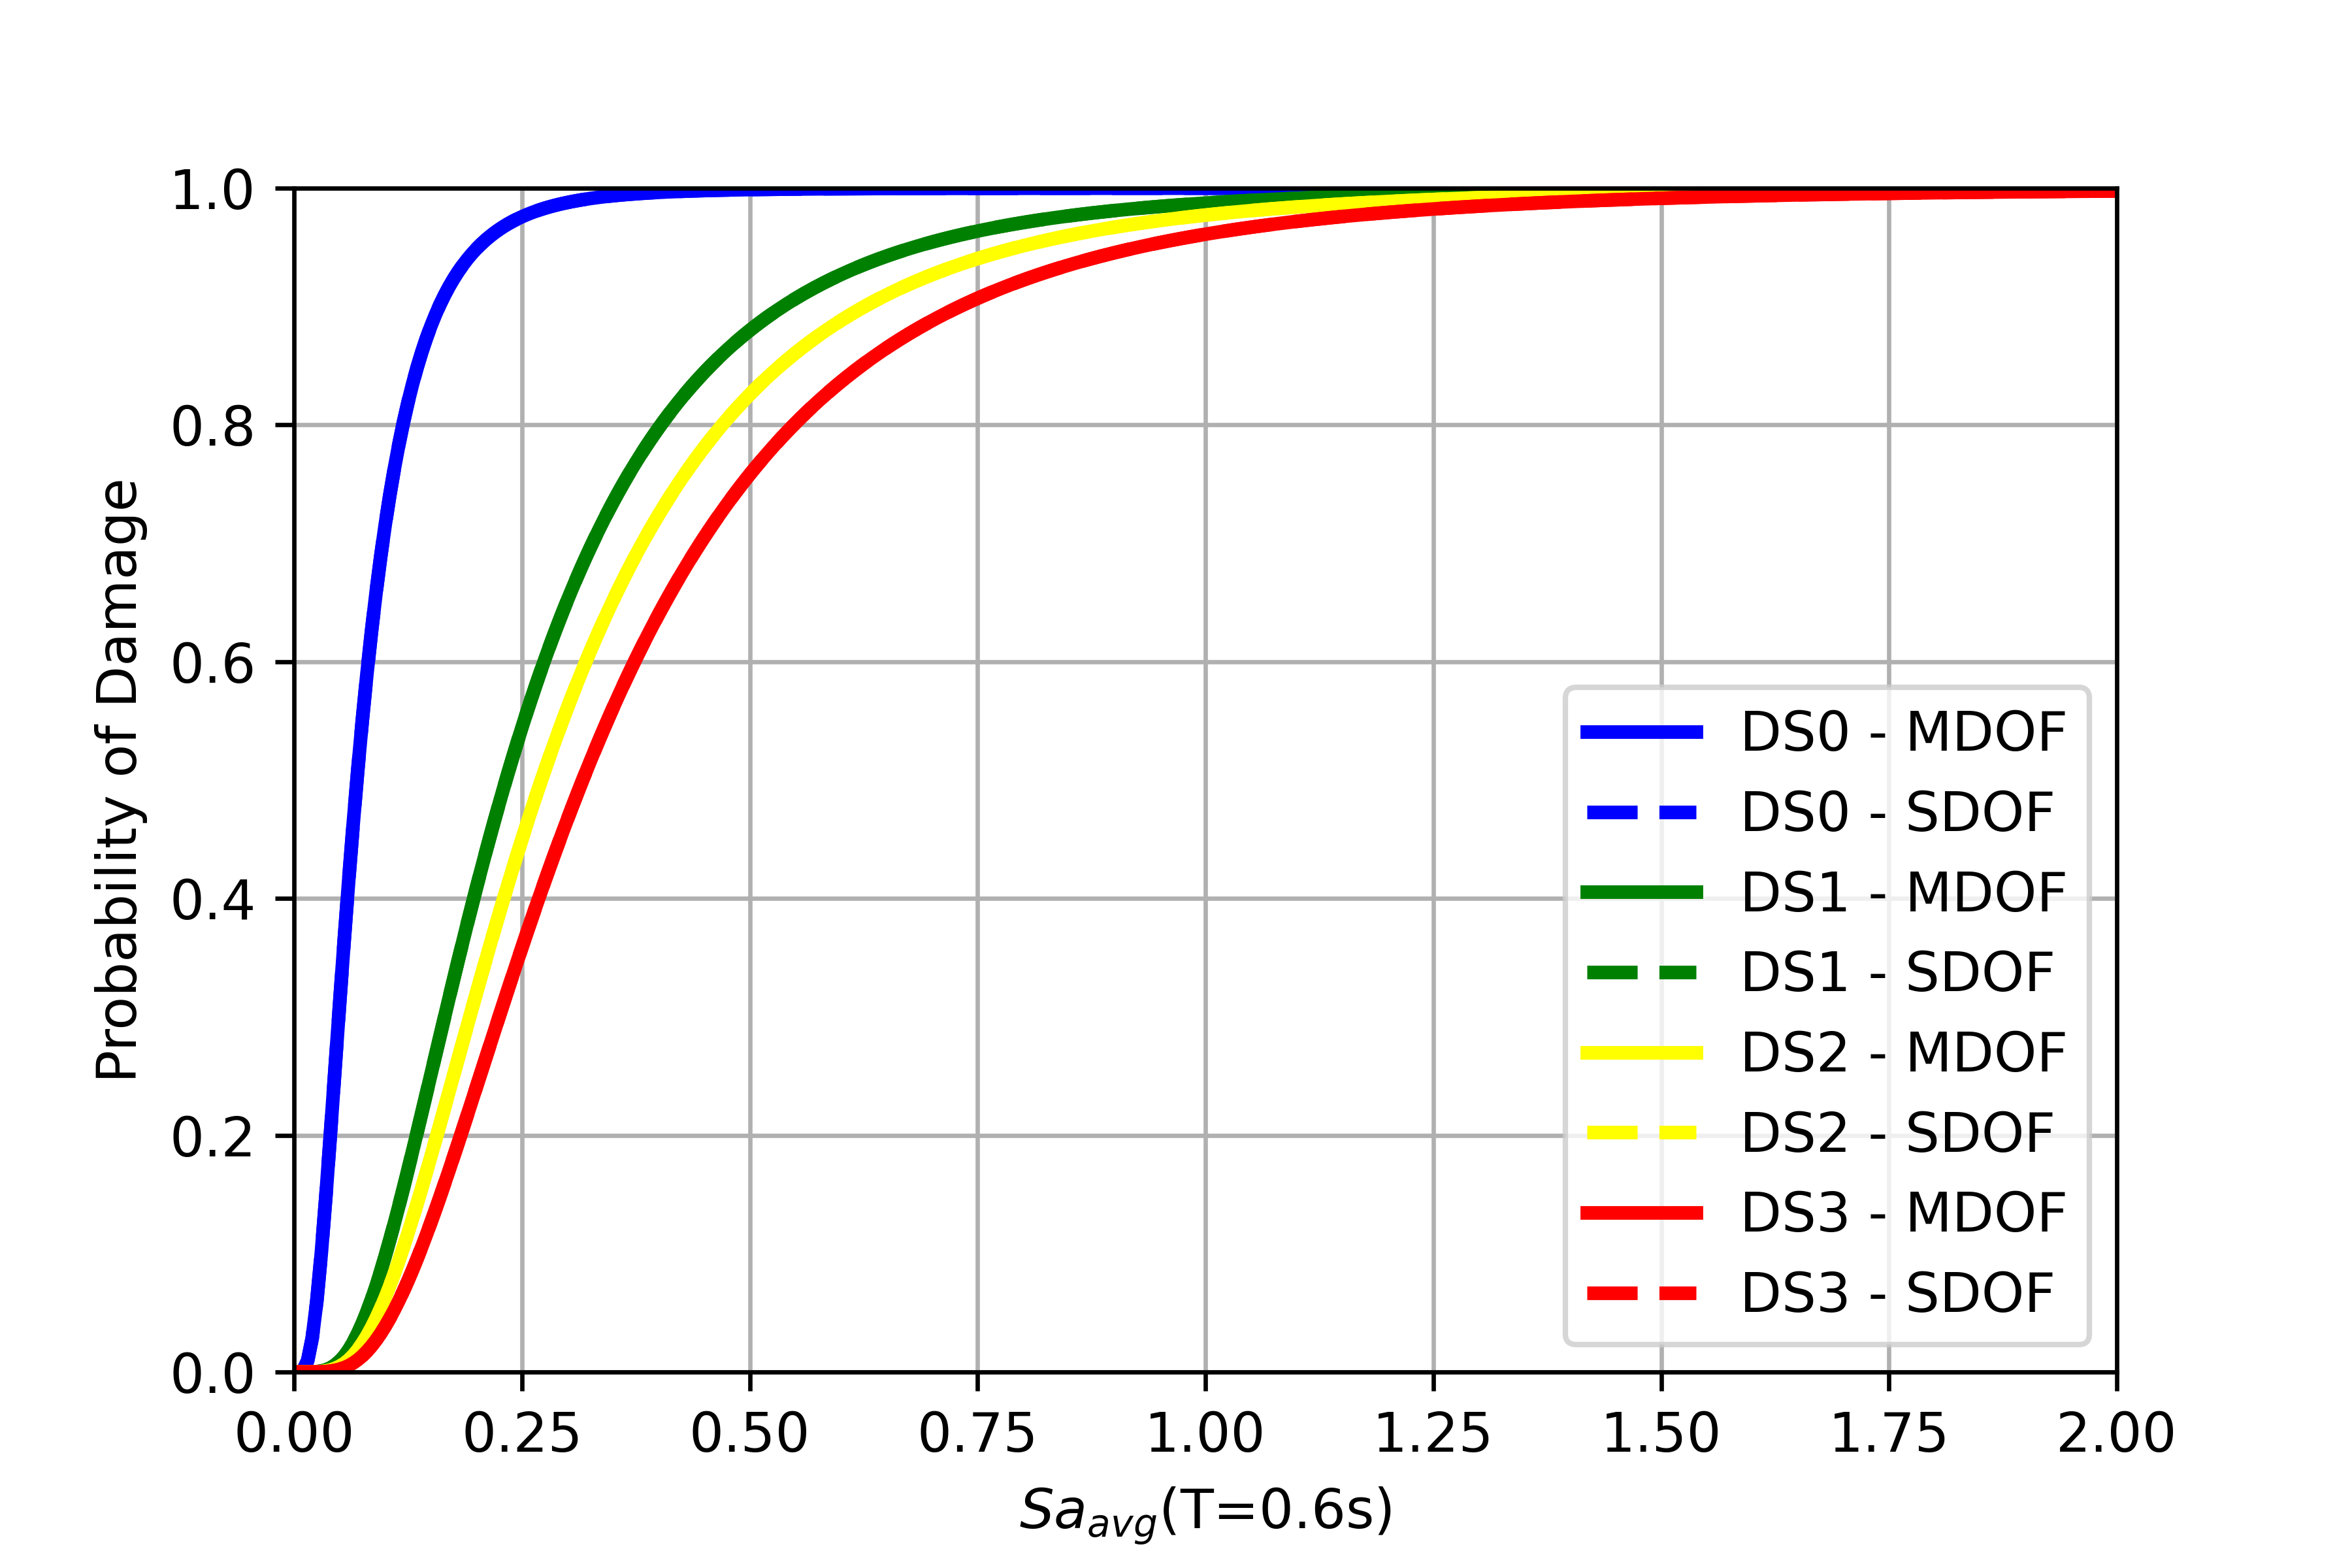 1.0
0.8
0.6
0.4
0.2
0.0
Probability of Damage
DS0 - MDOF
DS0 - SDOF
DS1 - MDOF
DS1 - SDOF
DS2 - MDOF
DS2 - SDOF
DS3 - MDOF
DS3 - SDOF
0.00 0.25 0.50 0.75 1.00 1.25 1.50 1.75 2.00
Sa_avg(T=0.6s)